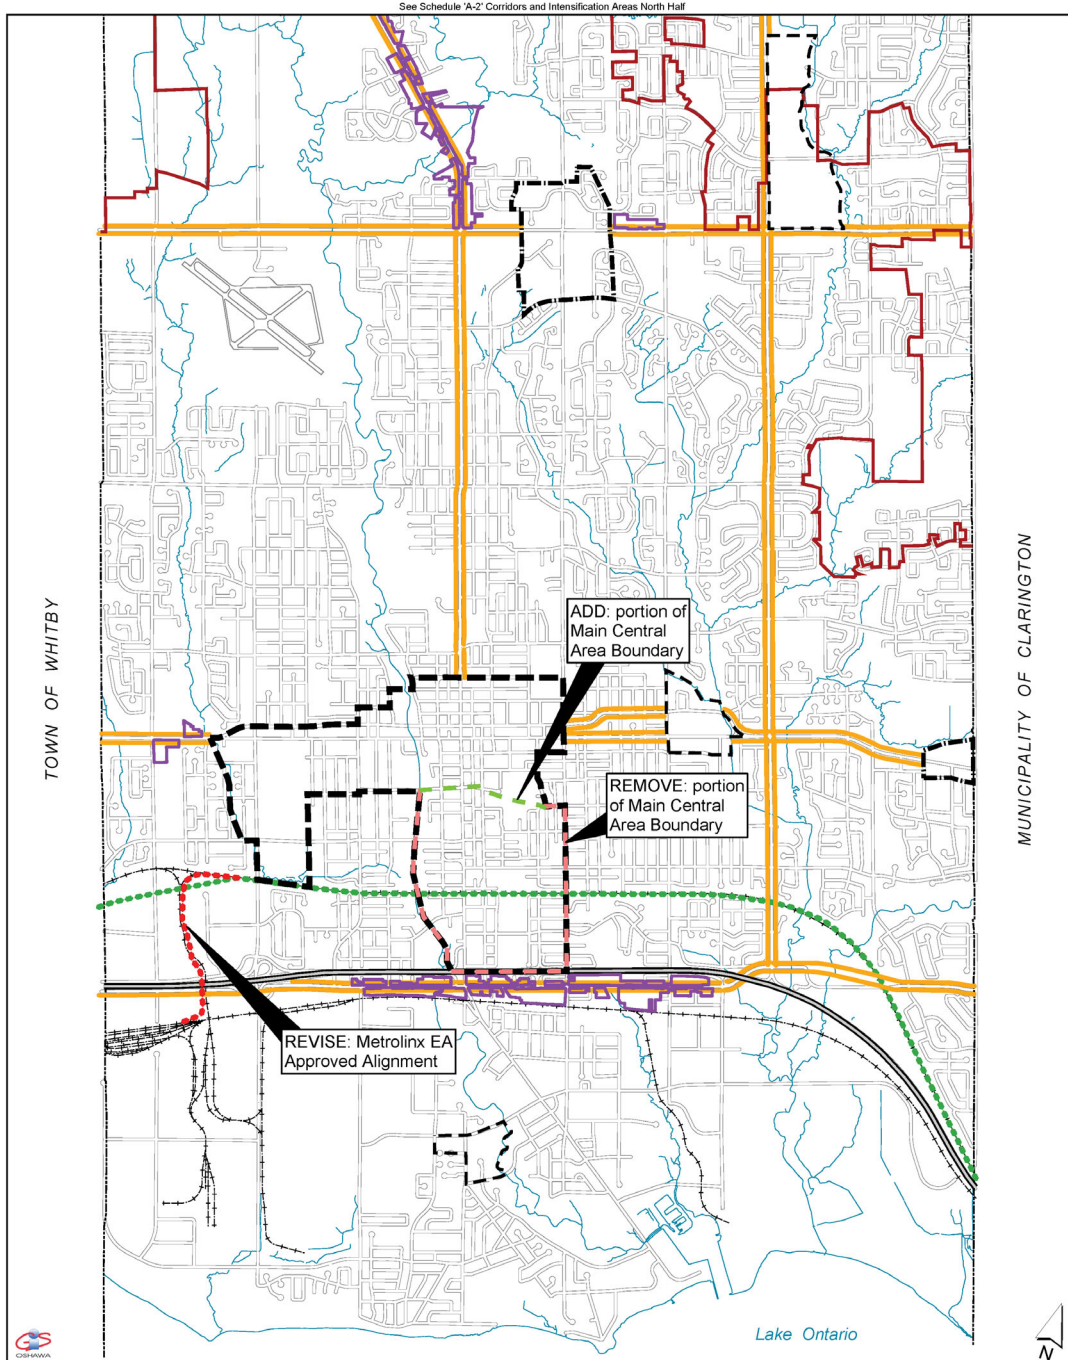 See Schedule 'A-2' Corridors and Intensification Areas North Half
TOWN OF WHITBY
MUNICIPALITY OF CLARINGTON
ADD: portion of
Main Central
Area Boundary
REMOVE: portion
of Main Central
Area Boundary
REVISE: Metrolinx EA
Approved Alignment
Lake Ontario
GIS
OSHAWA
N